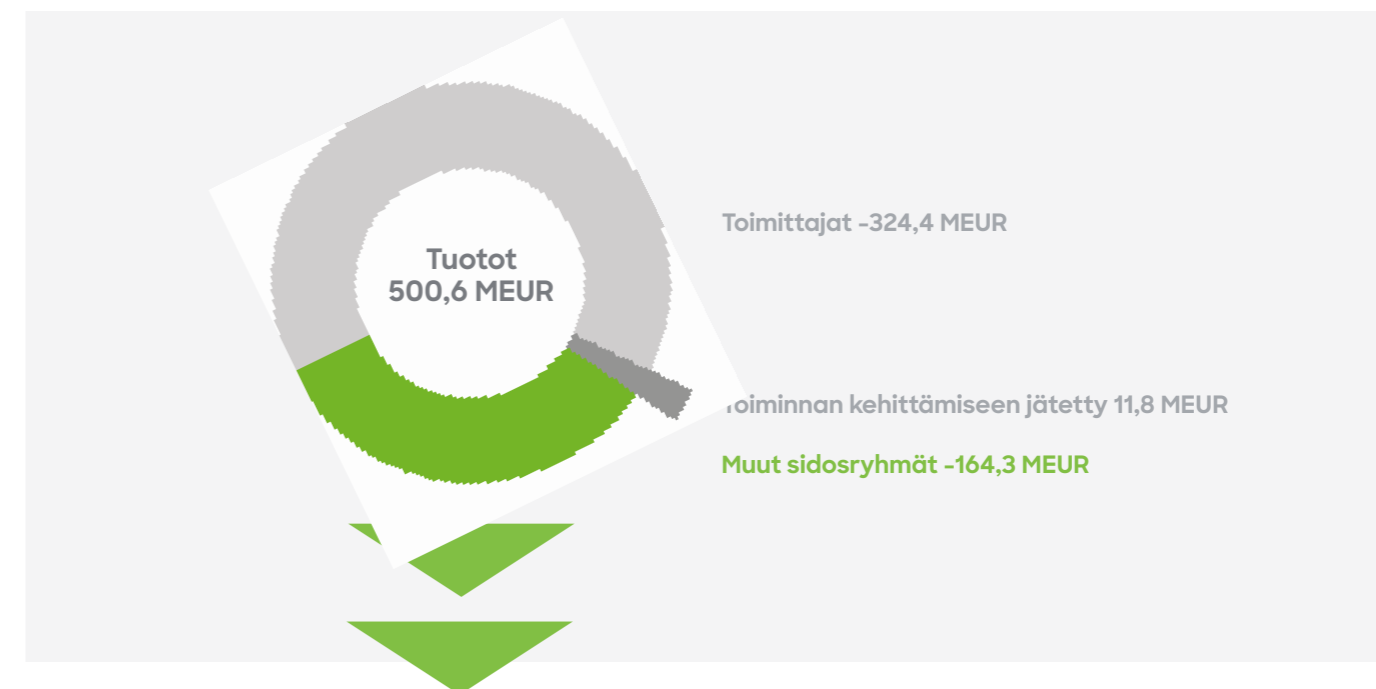 Tuotot
500,6 MEUR
Toimittajat -324,4 MEUR
Toiminnan kehittämiseen jätetty 11,8 MEUR
Muut sidosryhmät -164,3 MEUR